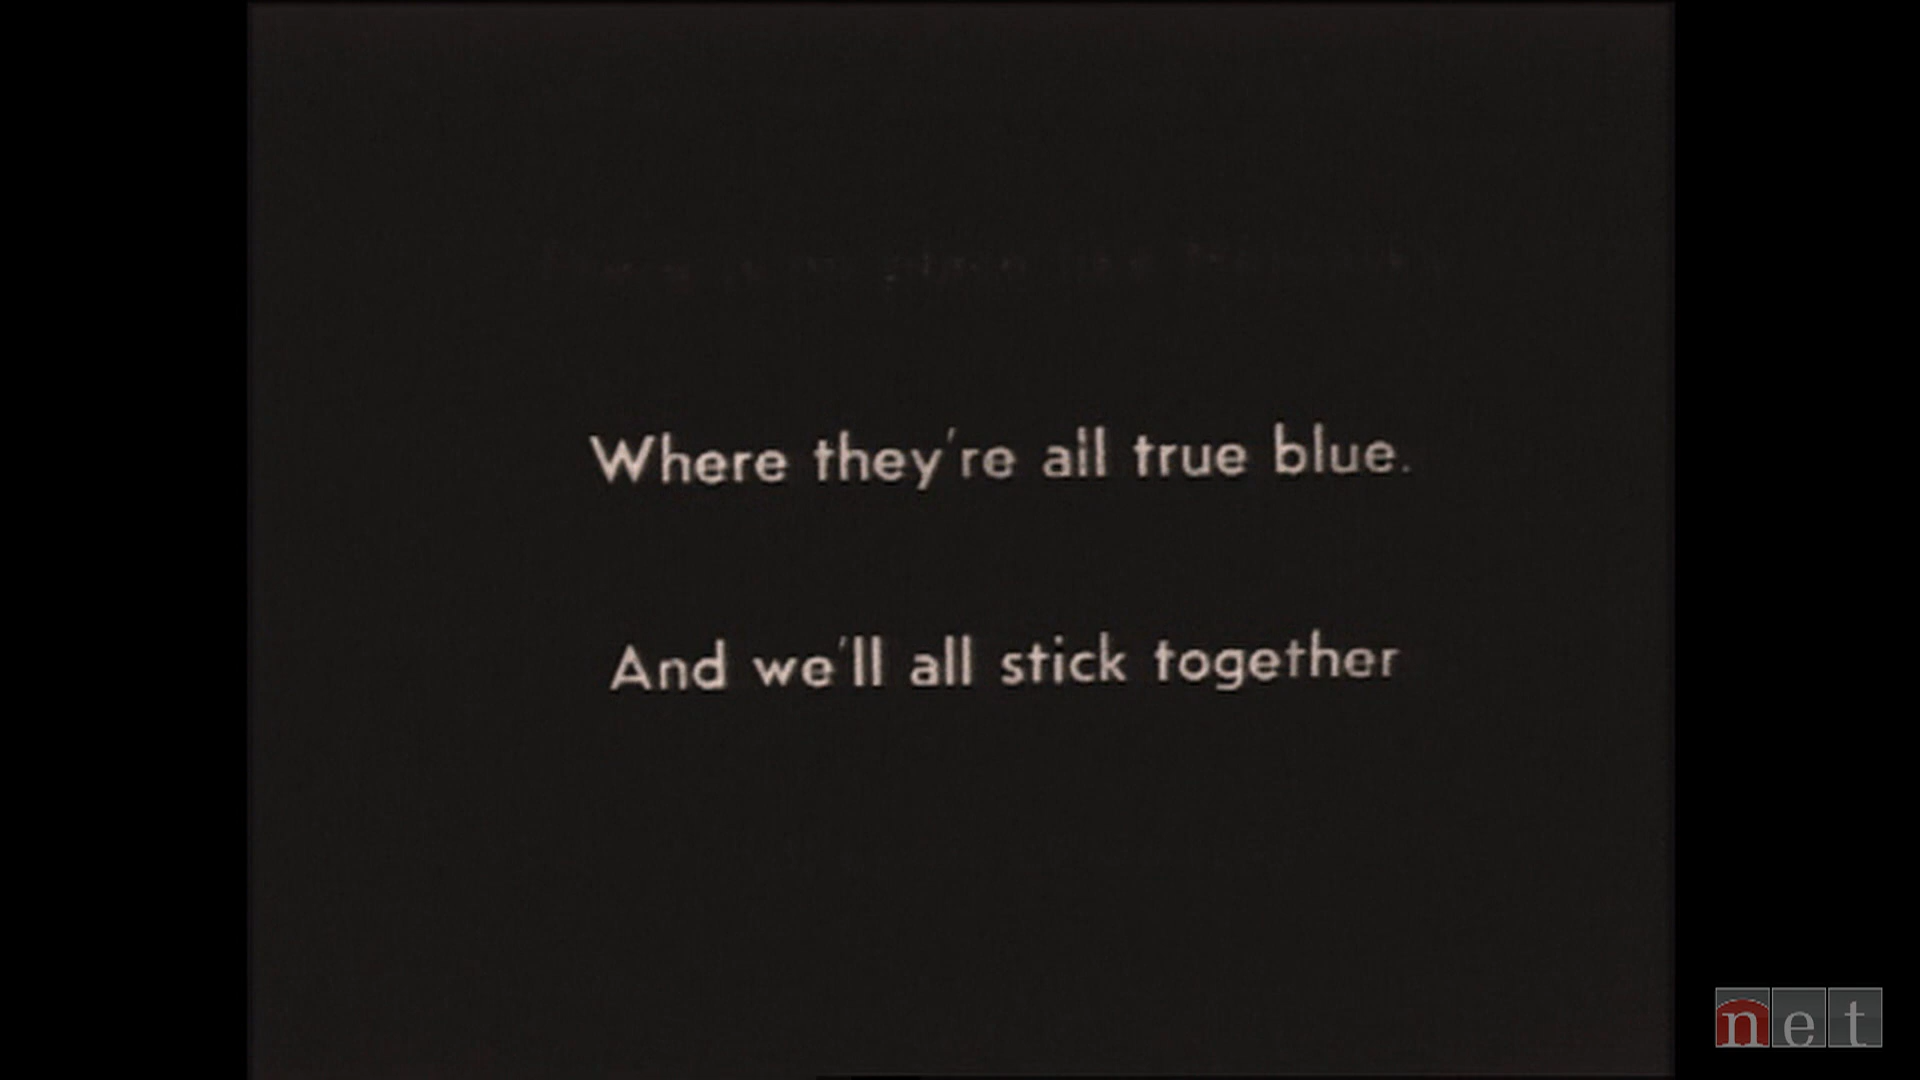 Where they're all true blue.
And we'll all stick together
net